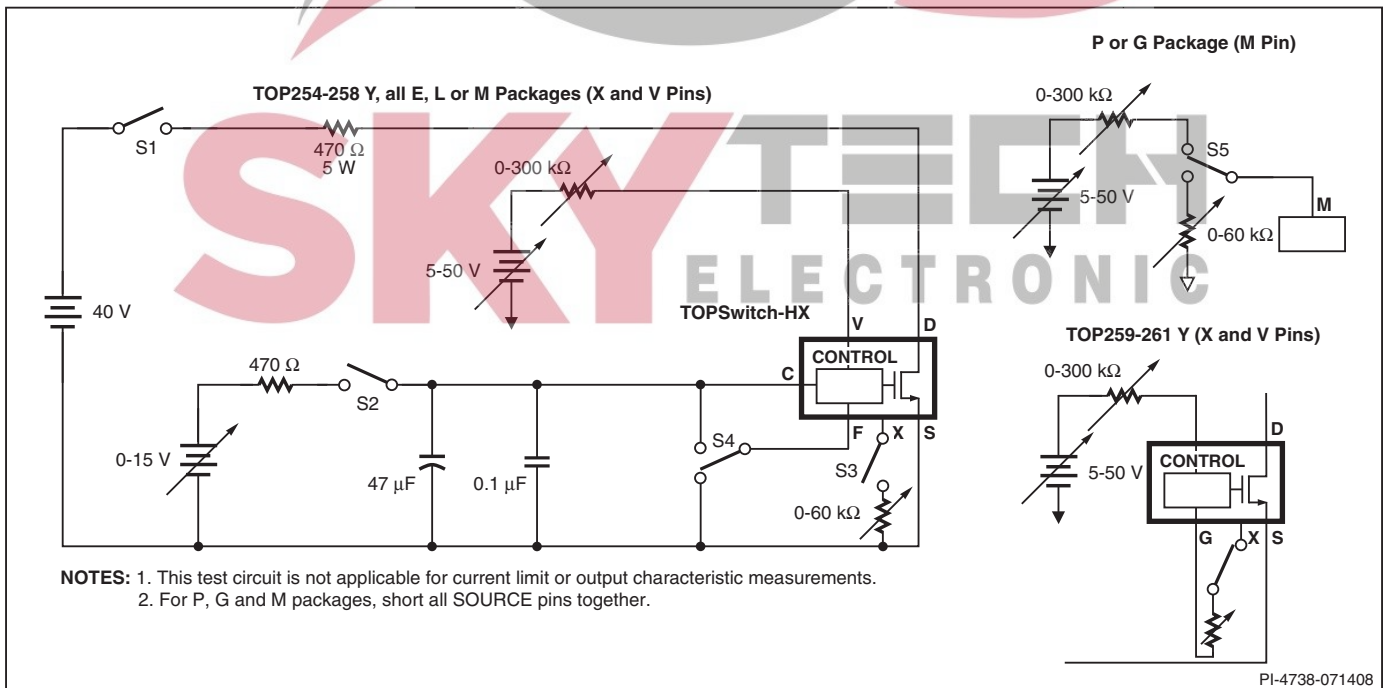 P or G Package (M Pin)
TOP254-258 Y, all E, L or M Packages (X and V Pins)
0-300 kΩ
S1
470 Ω
5 W
0-300 kΩ
S5
5-50 V
M
0-60 kΩ
5-50 V
SKYTECH
ELECTRONIC
40 V
TOPSwitch-HX
V
D
TOP259-261 Y (X and V Pins)
CONTROL
C
470 Ω
S2
0-300 kΩ
F
X
S
S4
S3
D
0-15 V
47 µF
0.1 µF
0-60 kΩ
5-50 V
CONTROL
G
X
S
NOTES: 1. This test circuit is not applicable for current limit or output characteristic measurements.
2. For P, G and M packages, short all SOURCE pins together.
PI-4738-071408